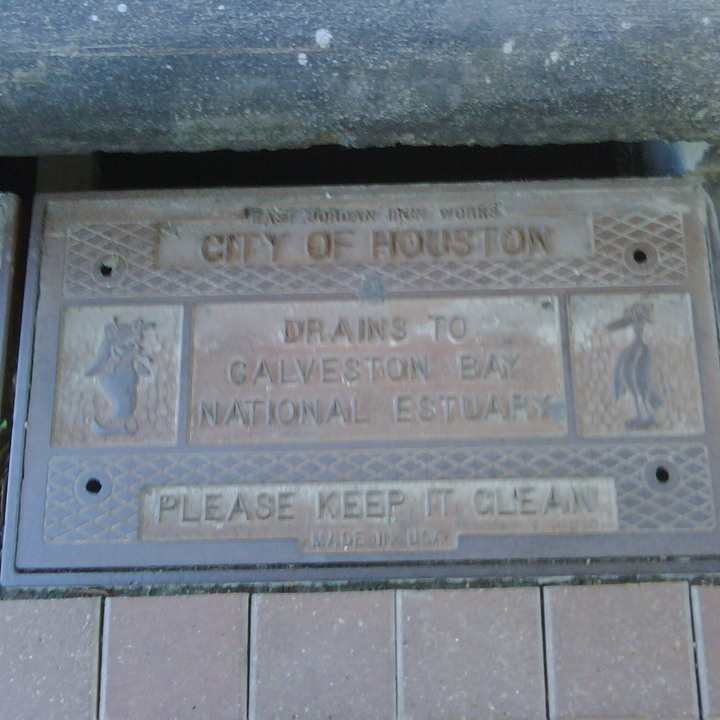 EAST JORDAN IRON WORKS
CITY OF HOUSTON
DRAINS TO
GALVESTON BAY
NATIONAL ESTUARY
PLEASE KEEP IT CLEAN
MADE IN USA